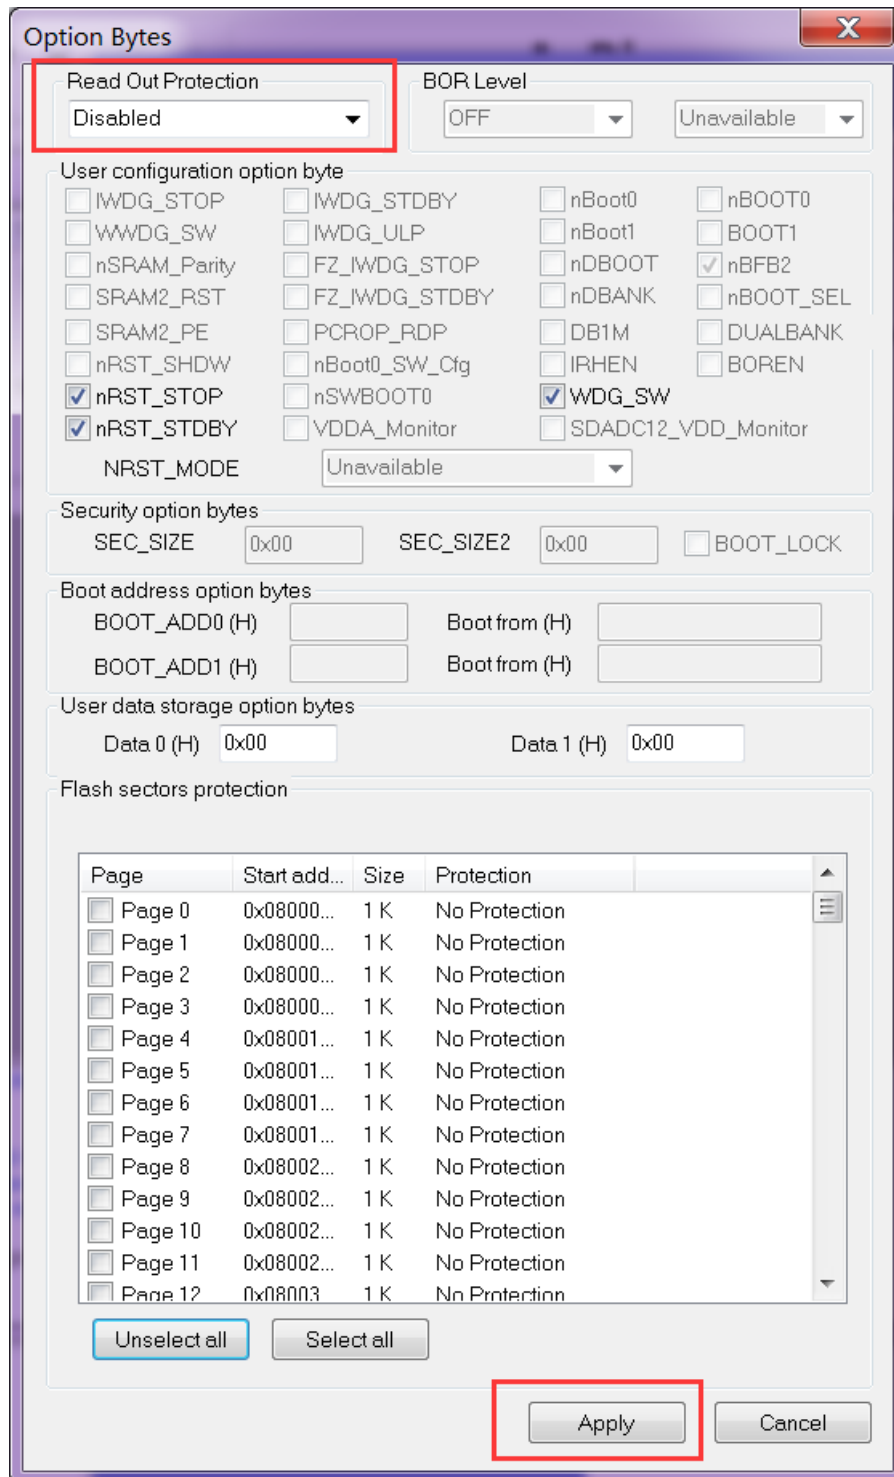 Option Bytes
Read Out Protection BOR Level
Disabled OFF Unavailable
User configuration option byte
IWDG_STOP IWDG_STDBY nBoot0 nBOOT0
WWDG_SW IWDG_ULP nBoot1 BOOT1
nSRAM_Parity FZ_IWDG_STOP nDBOOT nBFB2
SRAM2_RST FZ_IWDG_STDBY nDBANK nBOOT_SEL
SRAM2_PE PCROP_RDP DB1M DUALBANK
nRST_SHDW nBoot0_SW_Cfg IRHEN BOREN
nRST_STOP nSWBOOT0 WDG_SW
nRST_STDBY VDDA_Monitor SDADC12_VDD_Monitor
NRST_MODE Unavailable
Security option bytes
SEC_SIZE 0x00 SEC_SIZE2 0x00 BOOT_LOCK
Boot address option bytes
BOOT_ADD0 (H) Boot from (H)
BOOT_ADD1 (H) Boot from (H)
User data storage option bytes
Data 0 (H) 0x00 Data 1 (H) 0x00
Flash sectors protection
Page Start add... Size Protection
Page 0 0x08000... 1 K No Protection
Page 1 0x08000... 1 K No Protection
Page 2 0x08000... 1 K No Protection
Page 3 0x08000... 1 K No Protection
Page 4 0x08001... 1 K No Protection
Page 5 0x08001... 1 K No Protection
Page 6 0x08001... 1 K No Protection
Page 7 0x08001... 1 K No Protection
Page 8 0x08002... 1 K No Protection
Page 9 0x08002... 1 K No Protection
Page 10 0x08002... 1 K No Protection
Page 11 0x08002... 1 K No Protection
Page 12 0x08003 1 K No Protection
Unselect all Select all
Apply Cancel